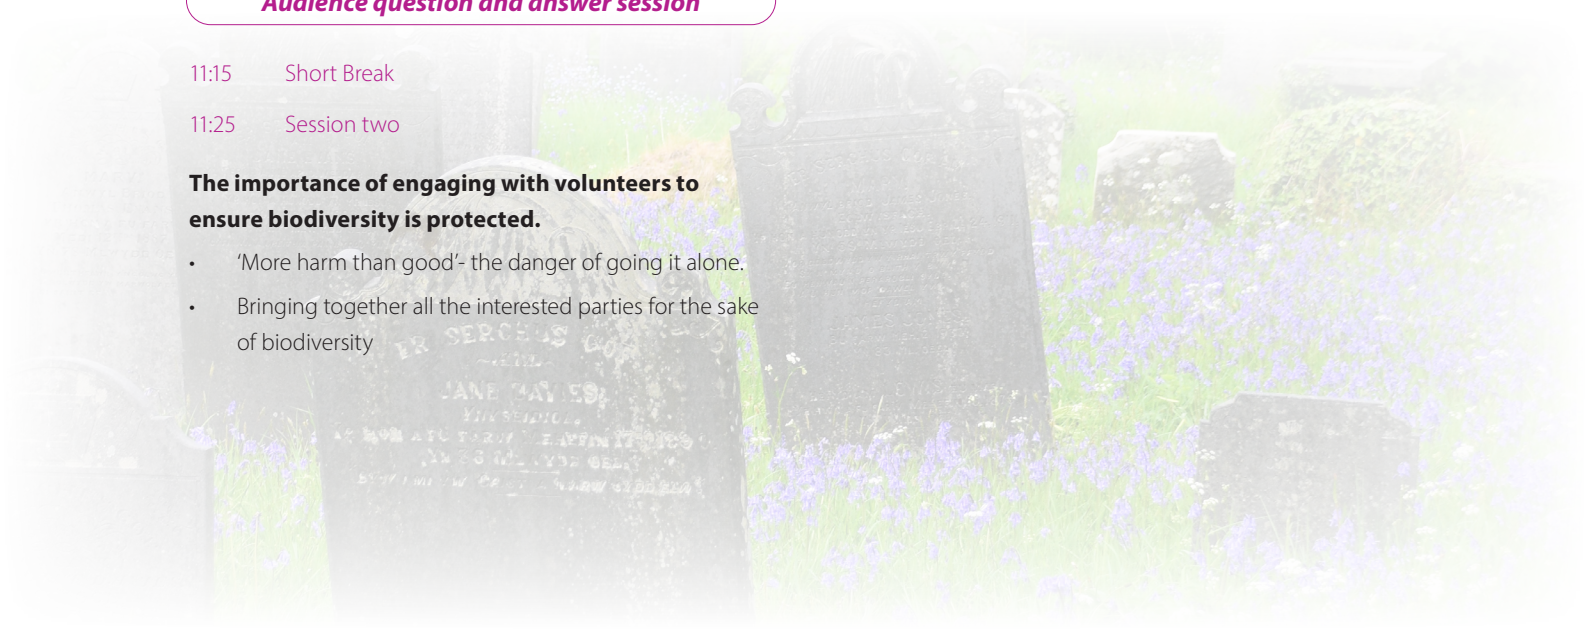 Audience question and answer session
11:15 Short Break
11:25 Session two
The importance of engaging with volunteers to
ensure biodiversity is protected.
• ‘More harm than good’- the danger of going it alone.
• Bringing together all the interested parties for the sake
of biodiversity
ER SERCHUS
JANE DAVIES,